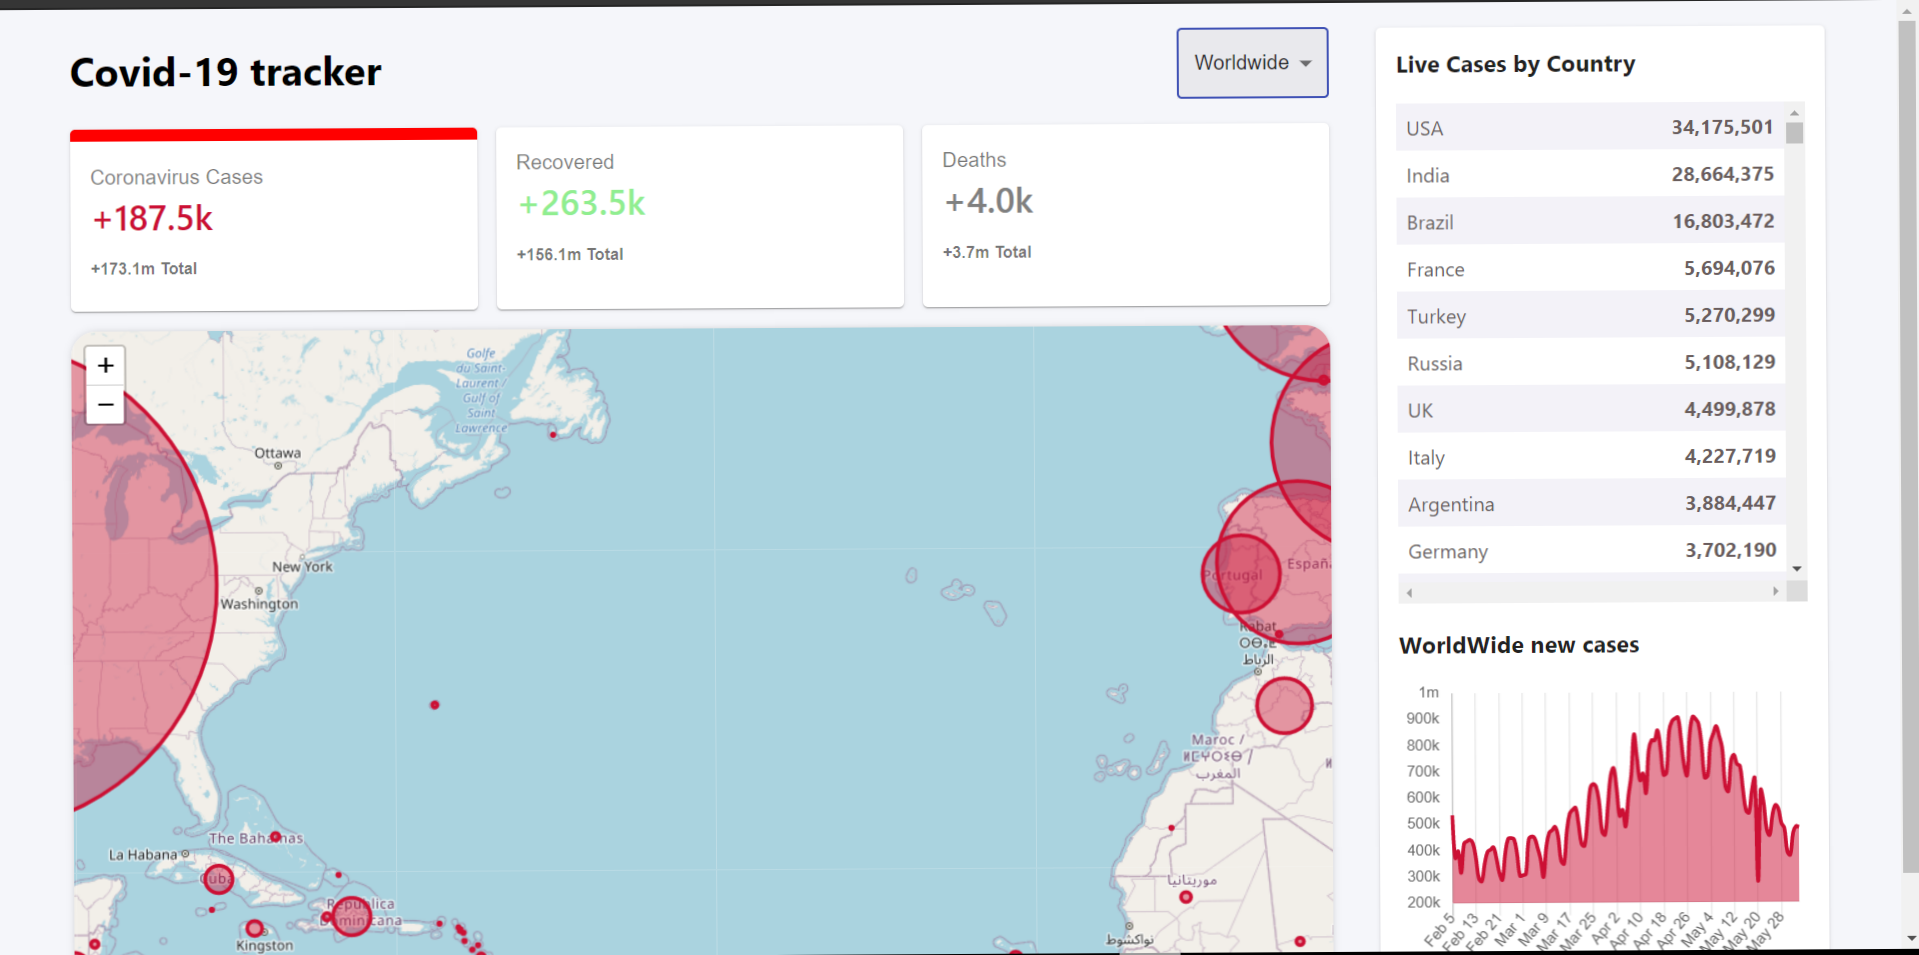 Covid-19 tracker
Worldwide
Coronavirus Cases
+187.5k
+173.1m Total
Recovered
+263.5k
+156.1m Total
Deaths
+4.0k
+3.7m Total
+
−
Golfe
du Saint-
Laurent /
Gulf of
Saint
Lawrence
Ottawa
New York
Washington
The Bahamas
La Habana
Cuba
República
Dominicana
Kingston
Portugal
España
Rabat
ⵔⴱⴰⵟ
الرباط
Maroc /
ⵍⵎⵖⵔⵉⴱ /
المغرب
موريتانيا
نواكشوط
Live Cases by Country
USA 34,175,501
India 28,664,375
Brazil 16,803,472
France 5,694,076
Turkey 5,270,299
Russia 5,108,129
UK 4,499,878
Italy 4,227,719
Argentina 3,884,447
Germany 3,702,190
WorldWide new cases
1m
900k
800k
700k
600k
500k
400k
300k
200k
Feb 5
Feb 13
Feb 21
Mar 1
Mar 9
Mar 17
Mar 25
Apr 2
Apr 10
Apr 18
Apr 26
May 4
May 12
May 20
May 28